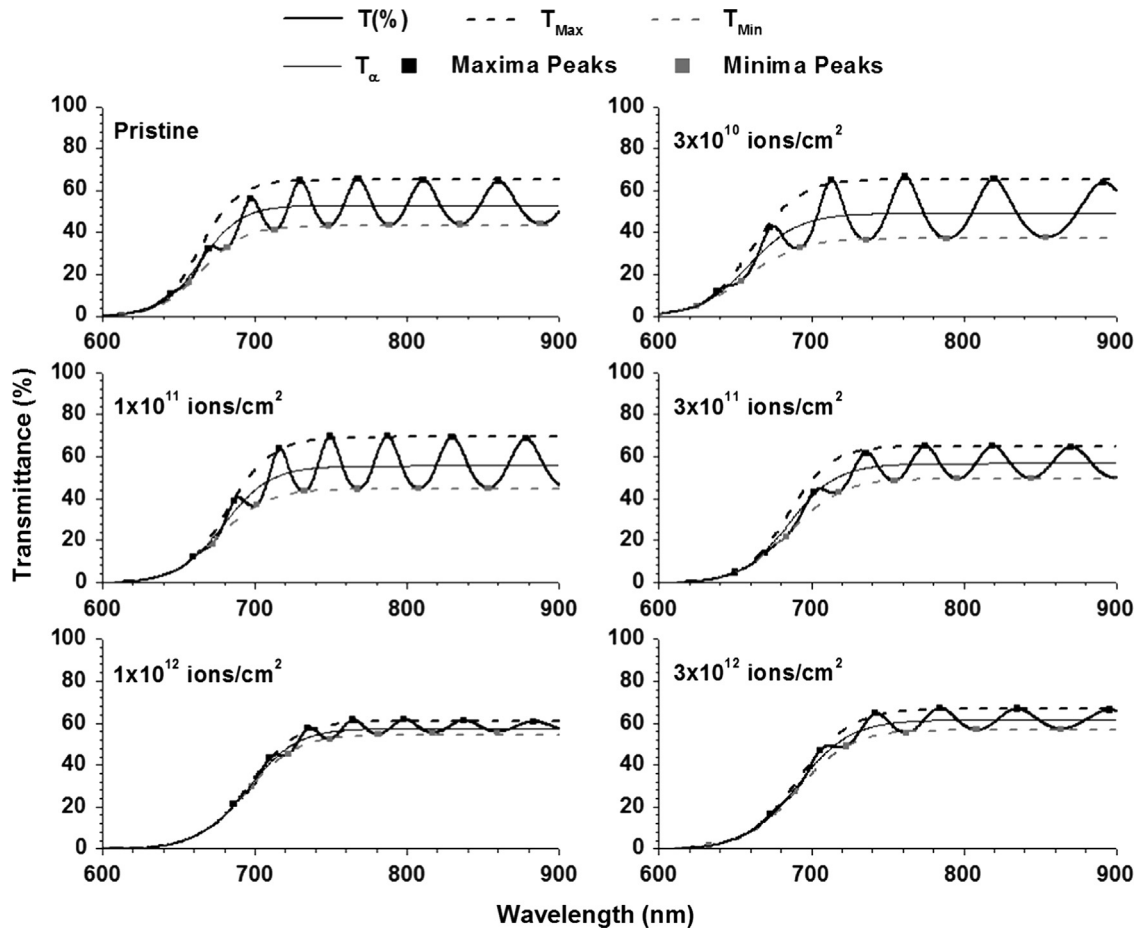 T(%) T_Max T_Min
T_α Maxima Peaks Minima Peaks
Transmittance (%)
Pristine
100
80
60
40
20
0
600 700 800 900
3x10^10 ions/cm^2
100
80
60
40
20
0
600 700 800 900
1x10^11 ions/cm^2
100
80
60
40
20
0
600 700 800 900
3x10^11 ions/cm^2
100
80
60
40
20
0
600 700 800 900
1x10^12 ions/cm^2
100
80
60
40
20
0
600 700 800 900
3x10^12 ions/cm^2
100
80
60
40
20
0
600 700 800 900
Wavelength (nm)